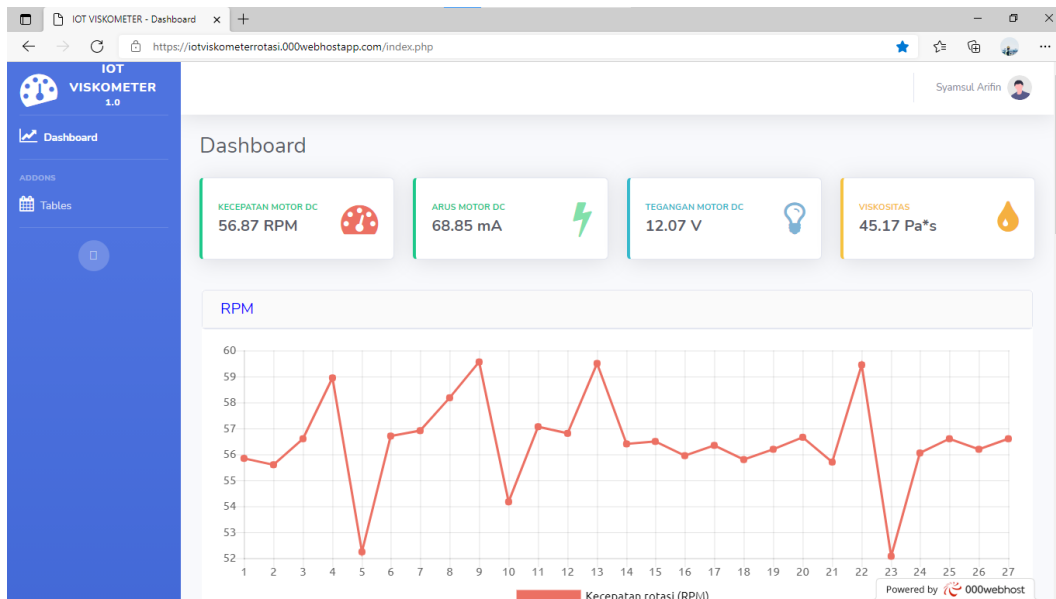 IOT VISKOMETER - Dashboard
https://iotviskometerrotasi.000webhostapp.com/index.php
IOT
VISKOMETER
1.0
Syamsul Arifin
Dashboard
ADDONS
Tables
Dashboard
KECEPATAN MOTOR DC
56.87 RPM
ARUS MOTOR DC
68.85 mA
TEGANGAN MOTOR DC
12.07 V
VISKOSITAS
45.17 Pa*s
RPM
60
59
58
57
56
55
54
53
52
1 2 3 4 5 6 7 8 9 10 11 12 13 14 15 16 17 18 19 20 21 22 23 24 25 26 27
Kecepatan rotasi (RPM)
Powered by 000webhost